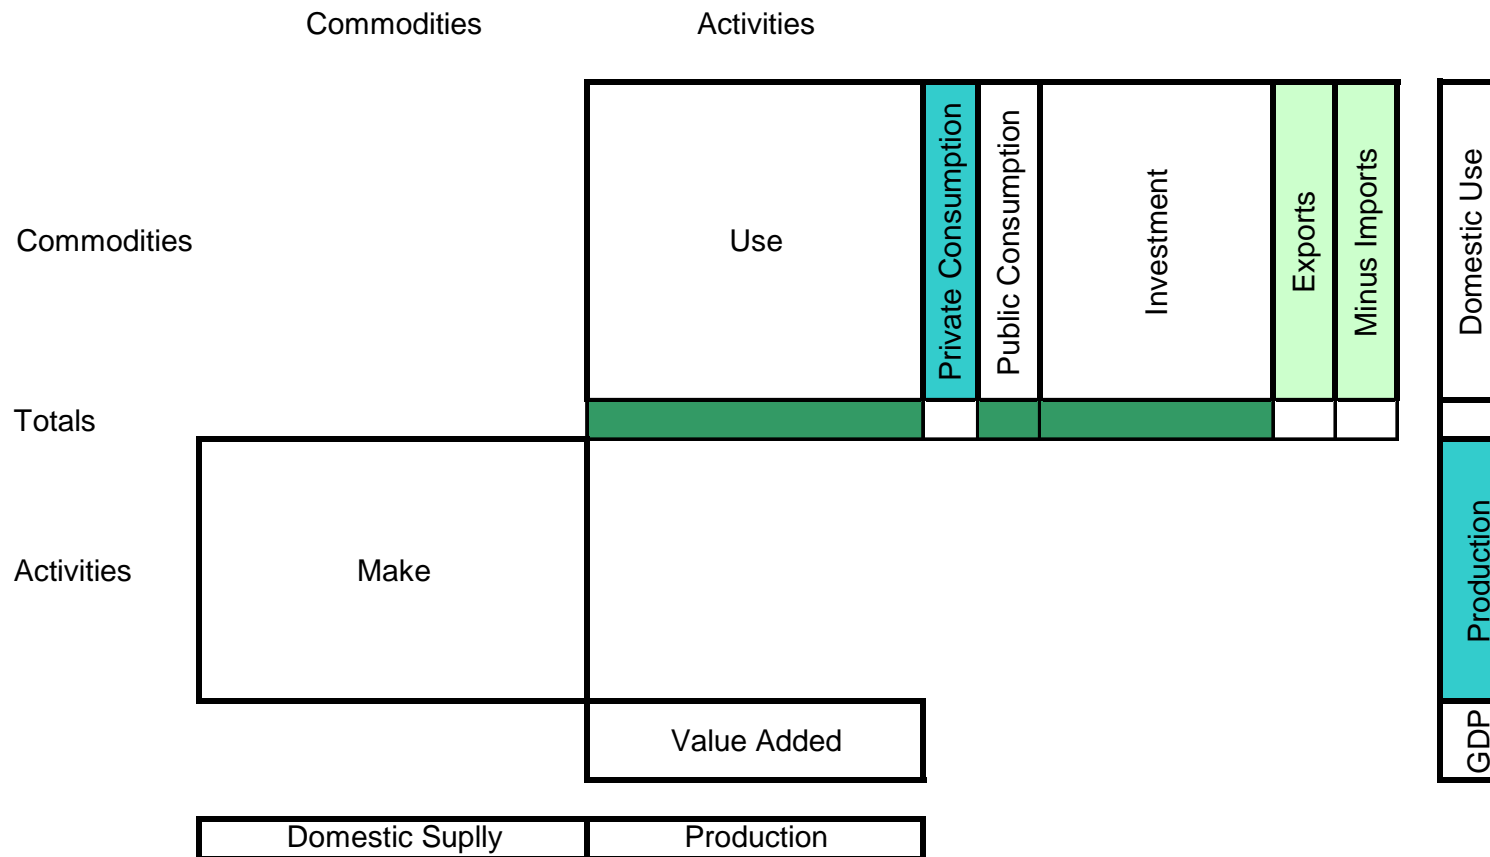 Commodities
Activities
Commodities
Use
Private Consumption
Public Consumption
Investment
Exports
Minus Imports
Domestic Use
Totals
Activities
Make
Production
Value Added
GDP
Domestic Suplly
Production